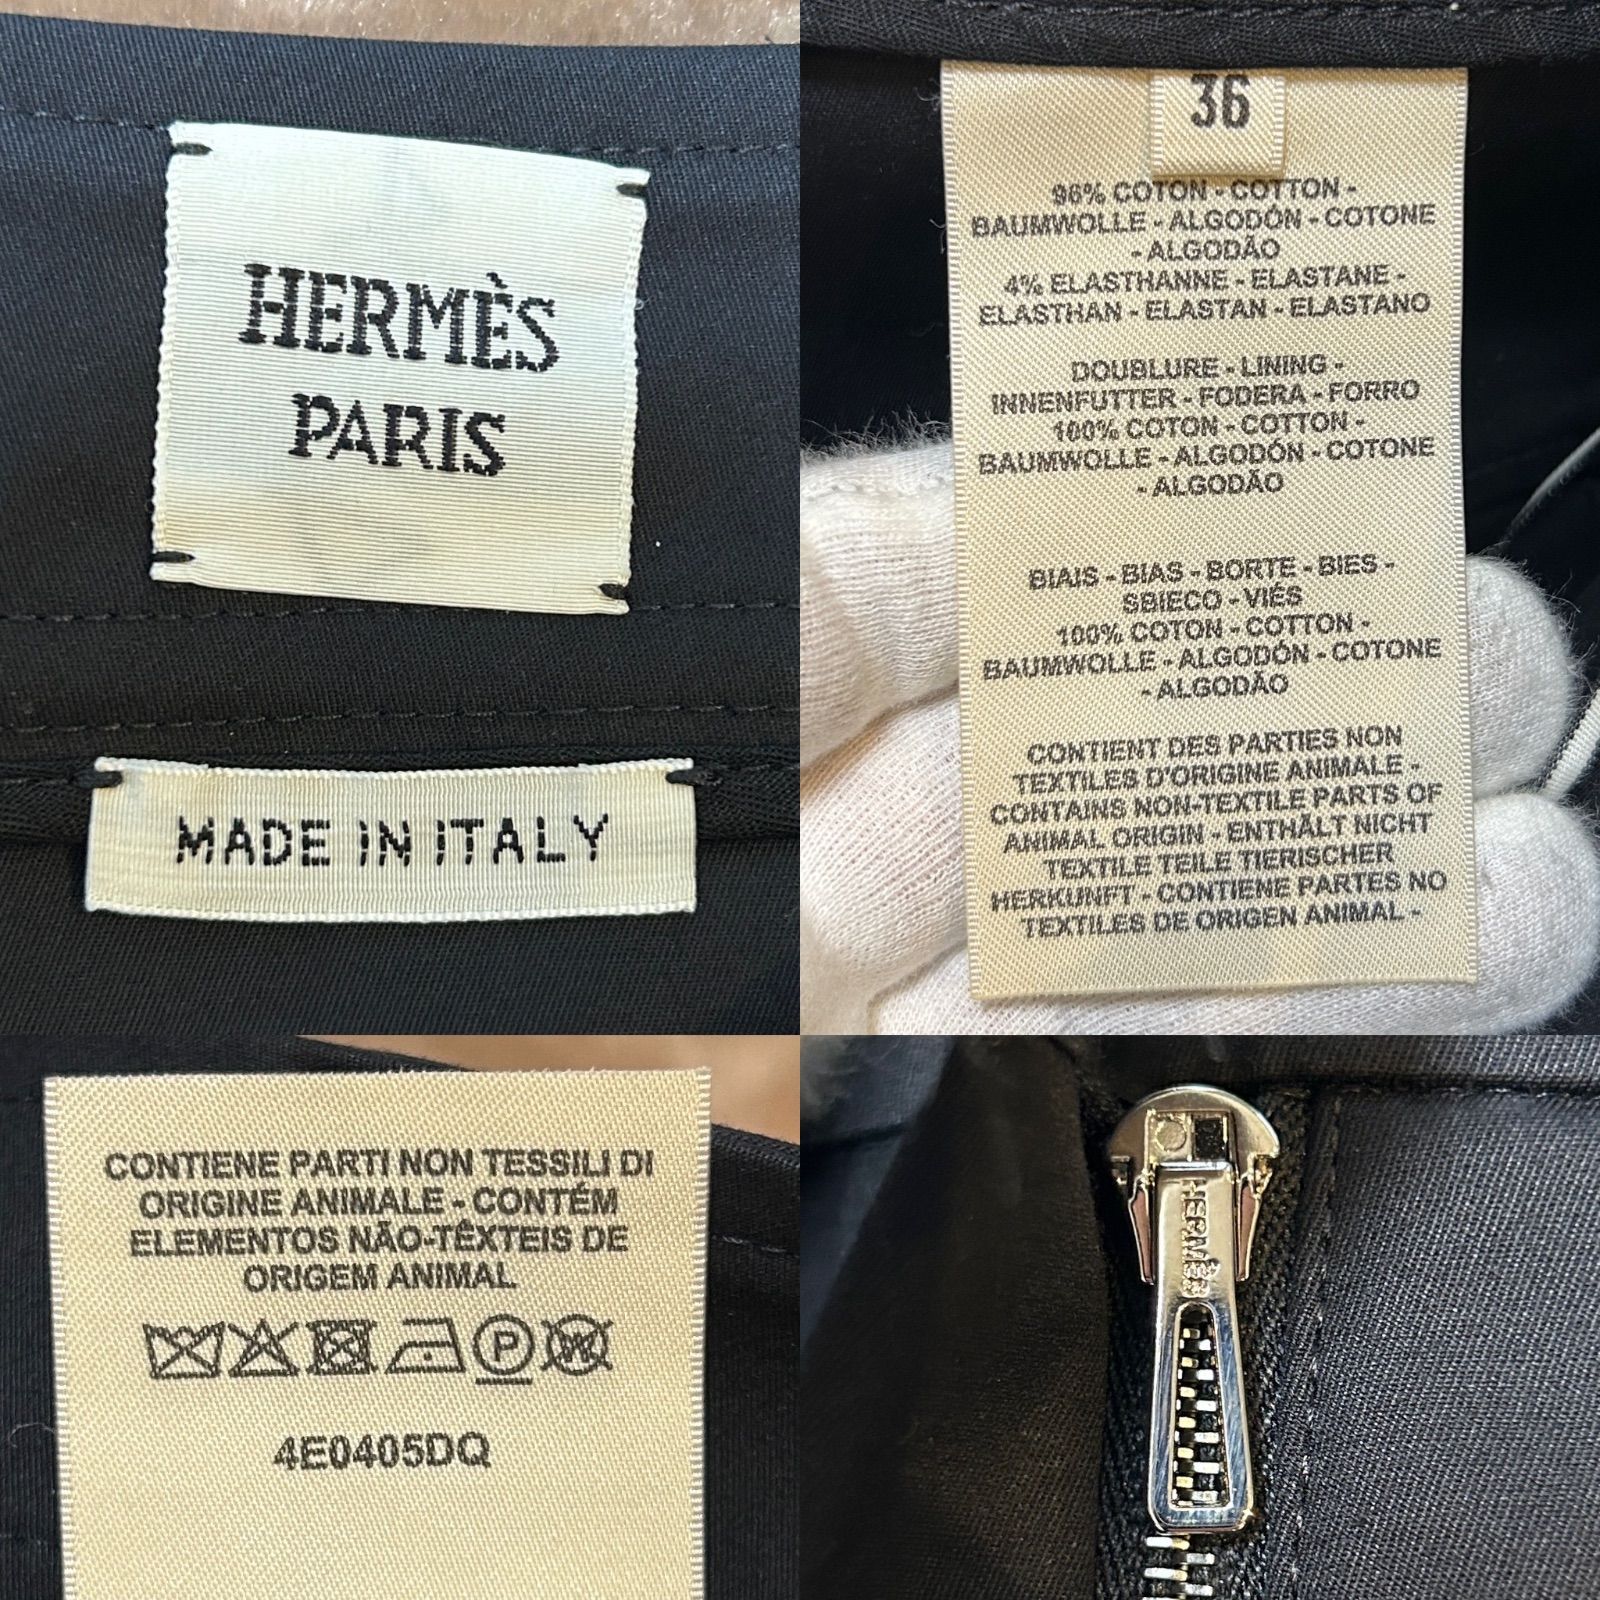 HERMÈS
PARIS
MADE IN ITALY
36
96% COTON - COTTON -
BAUMWOLLE - ALGODÓN - COTONE
- ALGODÃO
4% ELASTHANNE - ELASTANE -
ELASTHAN - ELASTAN - ELASTANO
DOUBLURE - LINING -
INNENFUTTER - FODERA - FORRO
100% COTON - COTTON -
BAUMWOLLE - ALGODÓN - COTONE
- ALGODÃO
BIAIS - BIAS - BORTE - BIES -
SBIECO - VIÉS
100% COTON - COTTON -
BAUMWOLLE - ALGODÓN - COTONE
- ALGODÃO
CONTIENT DES PARTIES NON
TEXTILES D'ORIGINE ANIMALE -
CONTAINS NON-TEXTILE PARTS OF
ANIMAL ORIGIN - ENTHÄLT NICHT
TEXTILE TEILE TIERISCHER
HERKUNFT - CONTIENE PARTES NO
TEXTILES DE ORIGEN ANIMAL -
CONTIENE PARTI NON TESSILI DI
ORIGINE ANIMALE - CONTÉM
ELEMENTOS NÃO-TÊXTEIS DE
ORIGEM ANIMAL
P W
4E0405DQ
HERMÈS